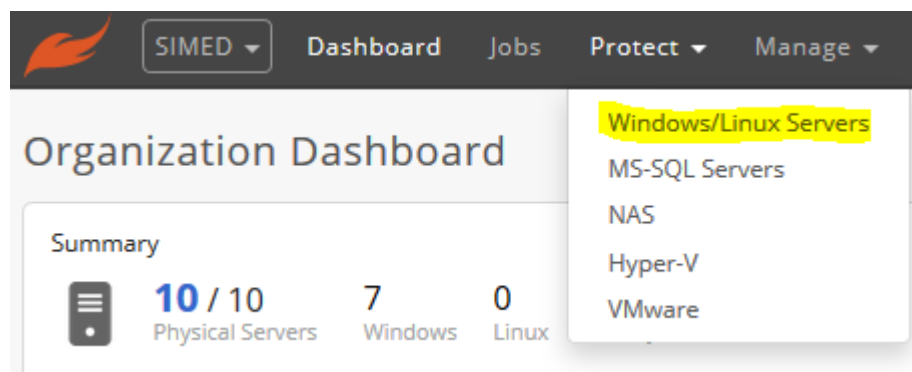 SIMED Dashboard Jobs Protect Manage
Windows/Linux Servers
MS-SQL Servers
NAS
Hyper-V
VMware
Organization Dashboard
Summary
10 / 10 7 0
Physical Servers Windows Linux